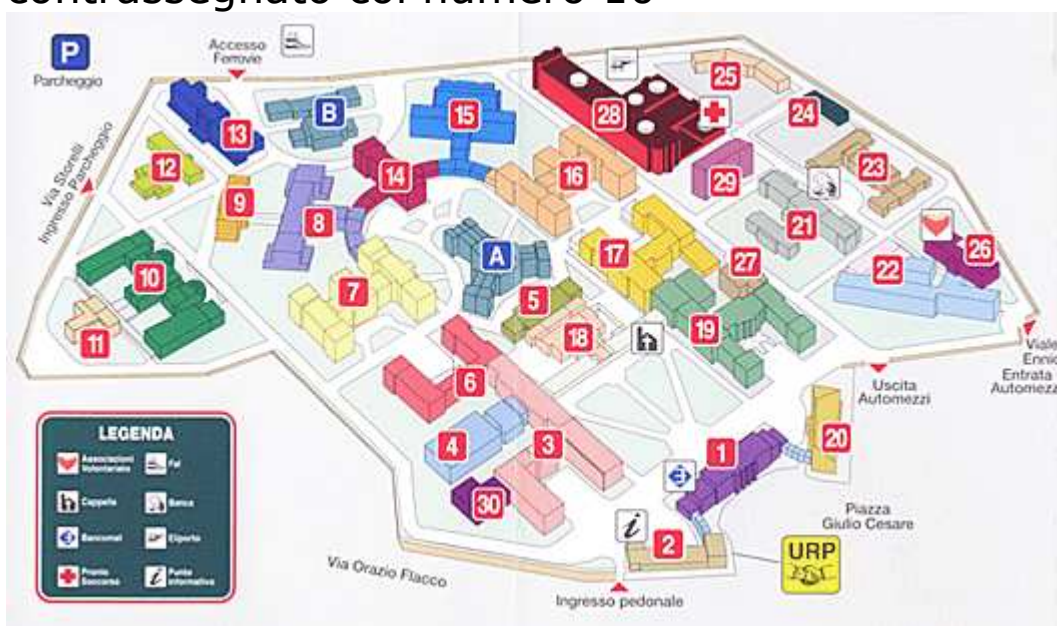 contrassegnato col numero 16
P
Parcheggio
Accesso
Ferrovie
Via Storelli
Ingresso Parcheggio
13
B
15
28
25
24
12
14
16
29
23
9
8
21
26
10
A
17
27
22
7
5
11
18
19
6
Viale
Ennio
Entrata
Automezzi
Uscita
Automezzi
4
3
1
20
30
2
i
Piazza
Giulio Cesare
URP
Via Orazio Flacco
Ingresso pedonale
LEGENDA
Associazioni
Volontariato
Fal
Cappella
Banca
Bancomat
Eliporto
Pronto
Soccorso
i
Punto
informativo